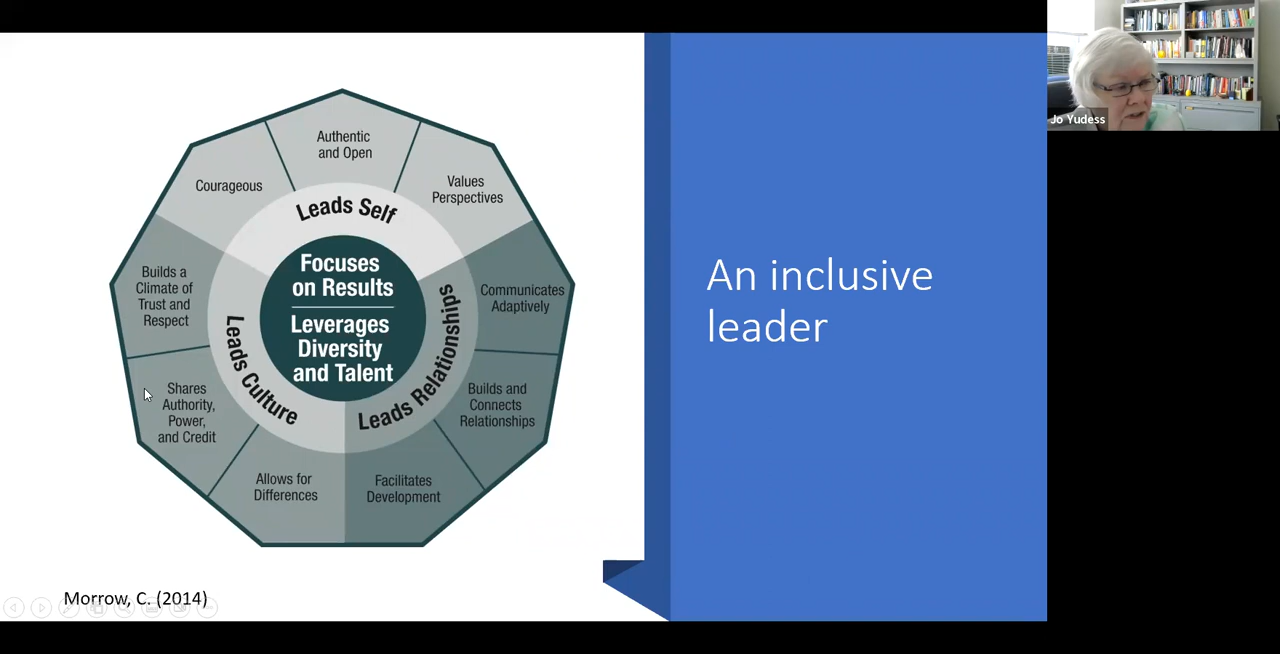 Authentic
and Open
Values
Perspectives
Communicates
Adaptively
Builds and
Connects
Relationships
Facilitates
Development
Allows for
Differences
Shares
Authority,
Power,
and Credit
Builds a
Climate of
Trust and
Respect
Courageous
Leads Self
Leads Relationships
Leads Culture
Focuses
on Results
Leverages
Diversity
and Talent
Morrow, C. (2014)
An inclusive
leader
Jo Yudess